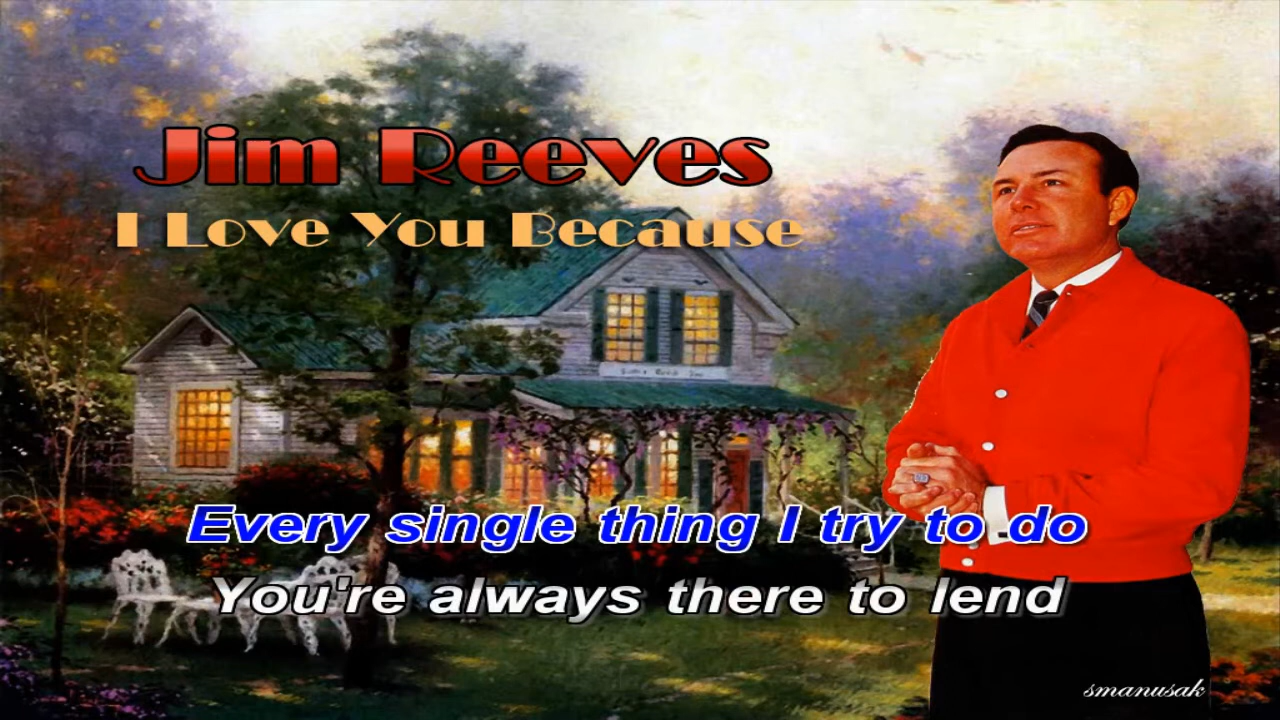 Jim Reeves
I Love You Because
Every single thing I try to do
You're always there to lend
smanusak